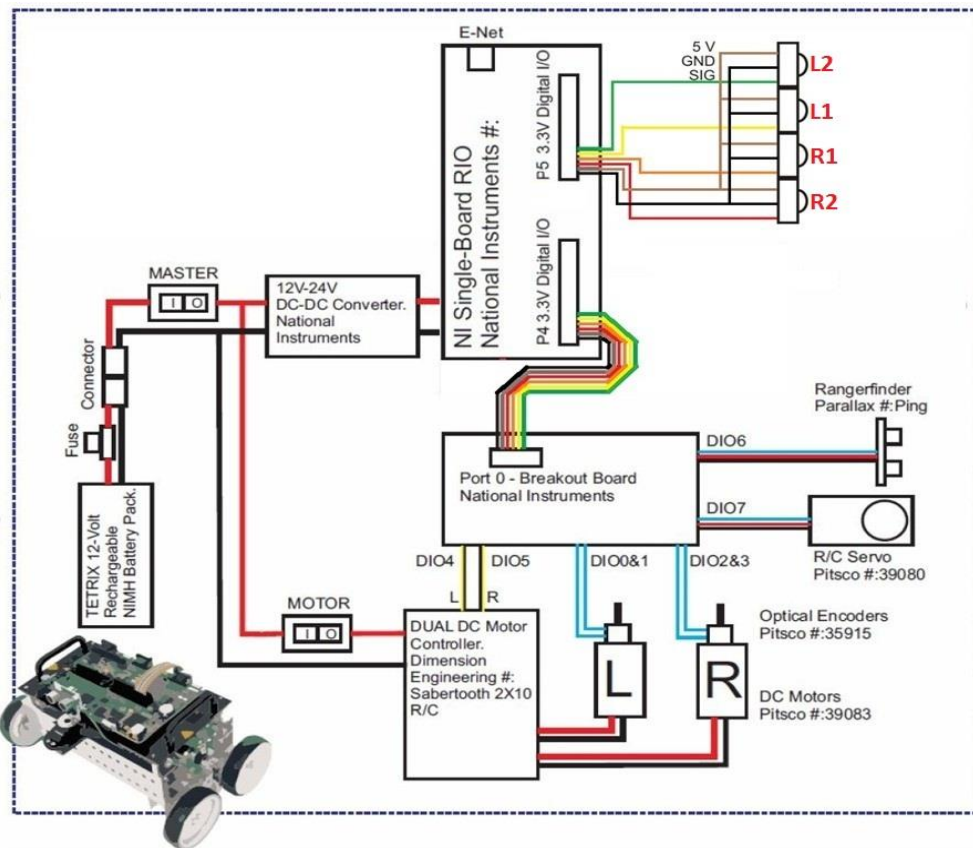 E-Net
5 V
GND
SIG
L2
L1
R1
R2
P5 3.3V Digital I/O
NI Single-Board RIO
National Instruments #:
P4 3.3V Digital I/O
MASTER
I O
12V-24V
DC-DC Converter.
National
Instruments
Connector
Fuse
TETRIX 12-Volt
Rechargeable
NIMH Battery Pack.
Rangerfinder
Parallax #:Ping
DIO6
Port 0 - Breakout Board
National Instruments
DIO7
R/C Servo
Pitsco #:39080
DIO4
DIO5
DIO0&1
DIO2&3
L
R
MOTOR
I O
DUAL DC Motor
Controller.
Dimension
Engineering #:
Sabertooth 2X10
R/C
Optical Encoders
Pitsco #:35915
L
R
DC Motors
Pitsco #:39083